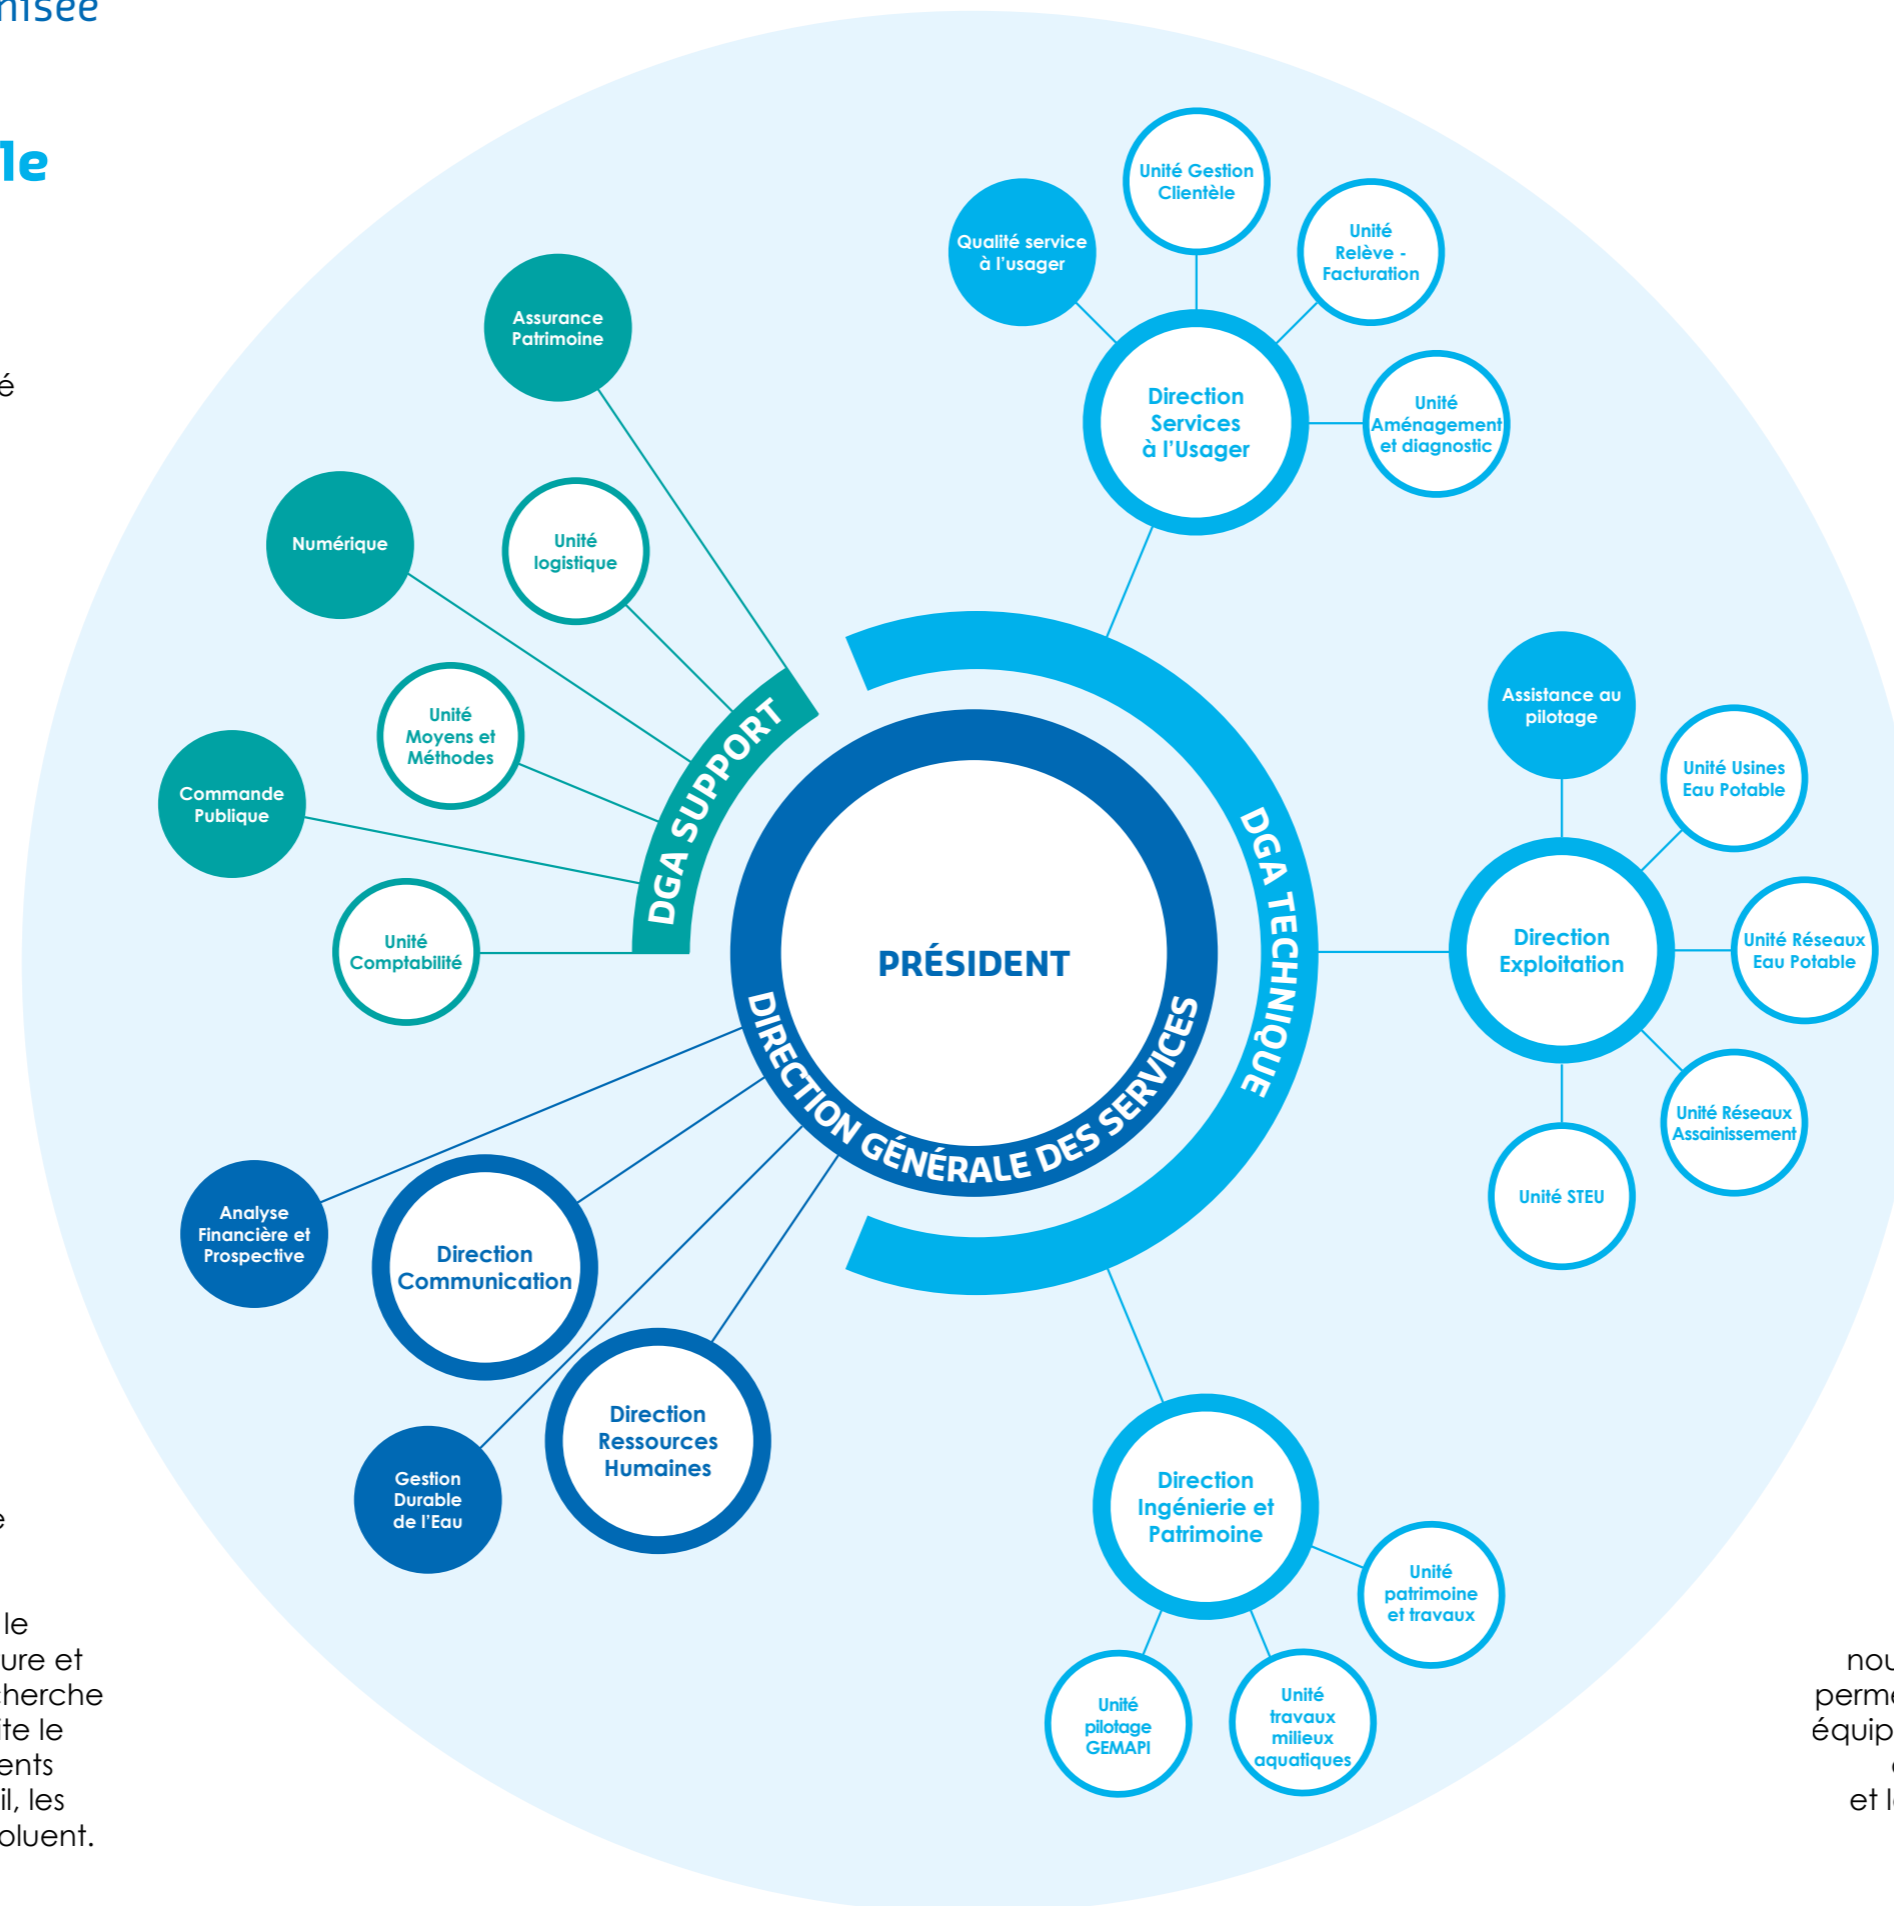 le
é
Unité Gestion
Clientèle
Qualité service
à l'usager
Unité
Relève -
Facturation
Assurance
Patrimoine
Direction
Services
à l'Usager
Unité
Aménagement
et diagnostic
Numérique
Unité
logistique
Unité
Moyens et
Méthodes
Commande
Publique
Unité
Comptabilité
DGA SUPPORT
DGA TECHNIQUE
PRÉSIDENT
DIRECTION GÉNÉRALE DES SERVICES
Assistance au
pilotage
Unité Usines
Eau Potable
Direction
Exploitation
Unité Réseaux
Eau Potable
Unité Réseaux
Assainissement
Unité STEU
Analyse
Financière et
Prospective
Direction
Communication
Direction
Ressources
Humaines
Gestion
Durable
de l'Eau
Direction
Ingénierie et
Patrimoine
Unité
patrimoine
et travaux
Unité
pilotage
GEMAPI
Unité
travaux
milieux
aquatiques
e
le
ure et
cherche
ite le
ents
il, les
oluent.
nou
perme
équip
et l